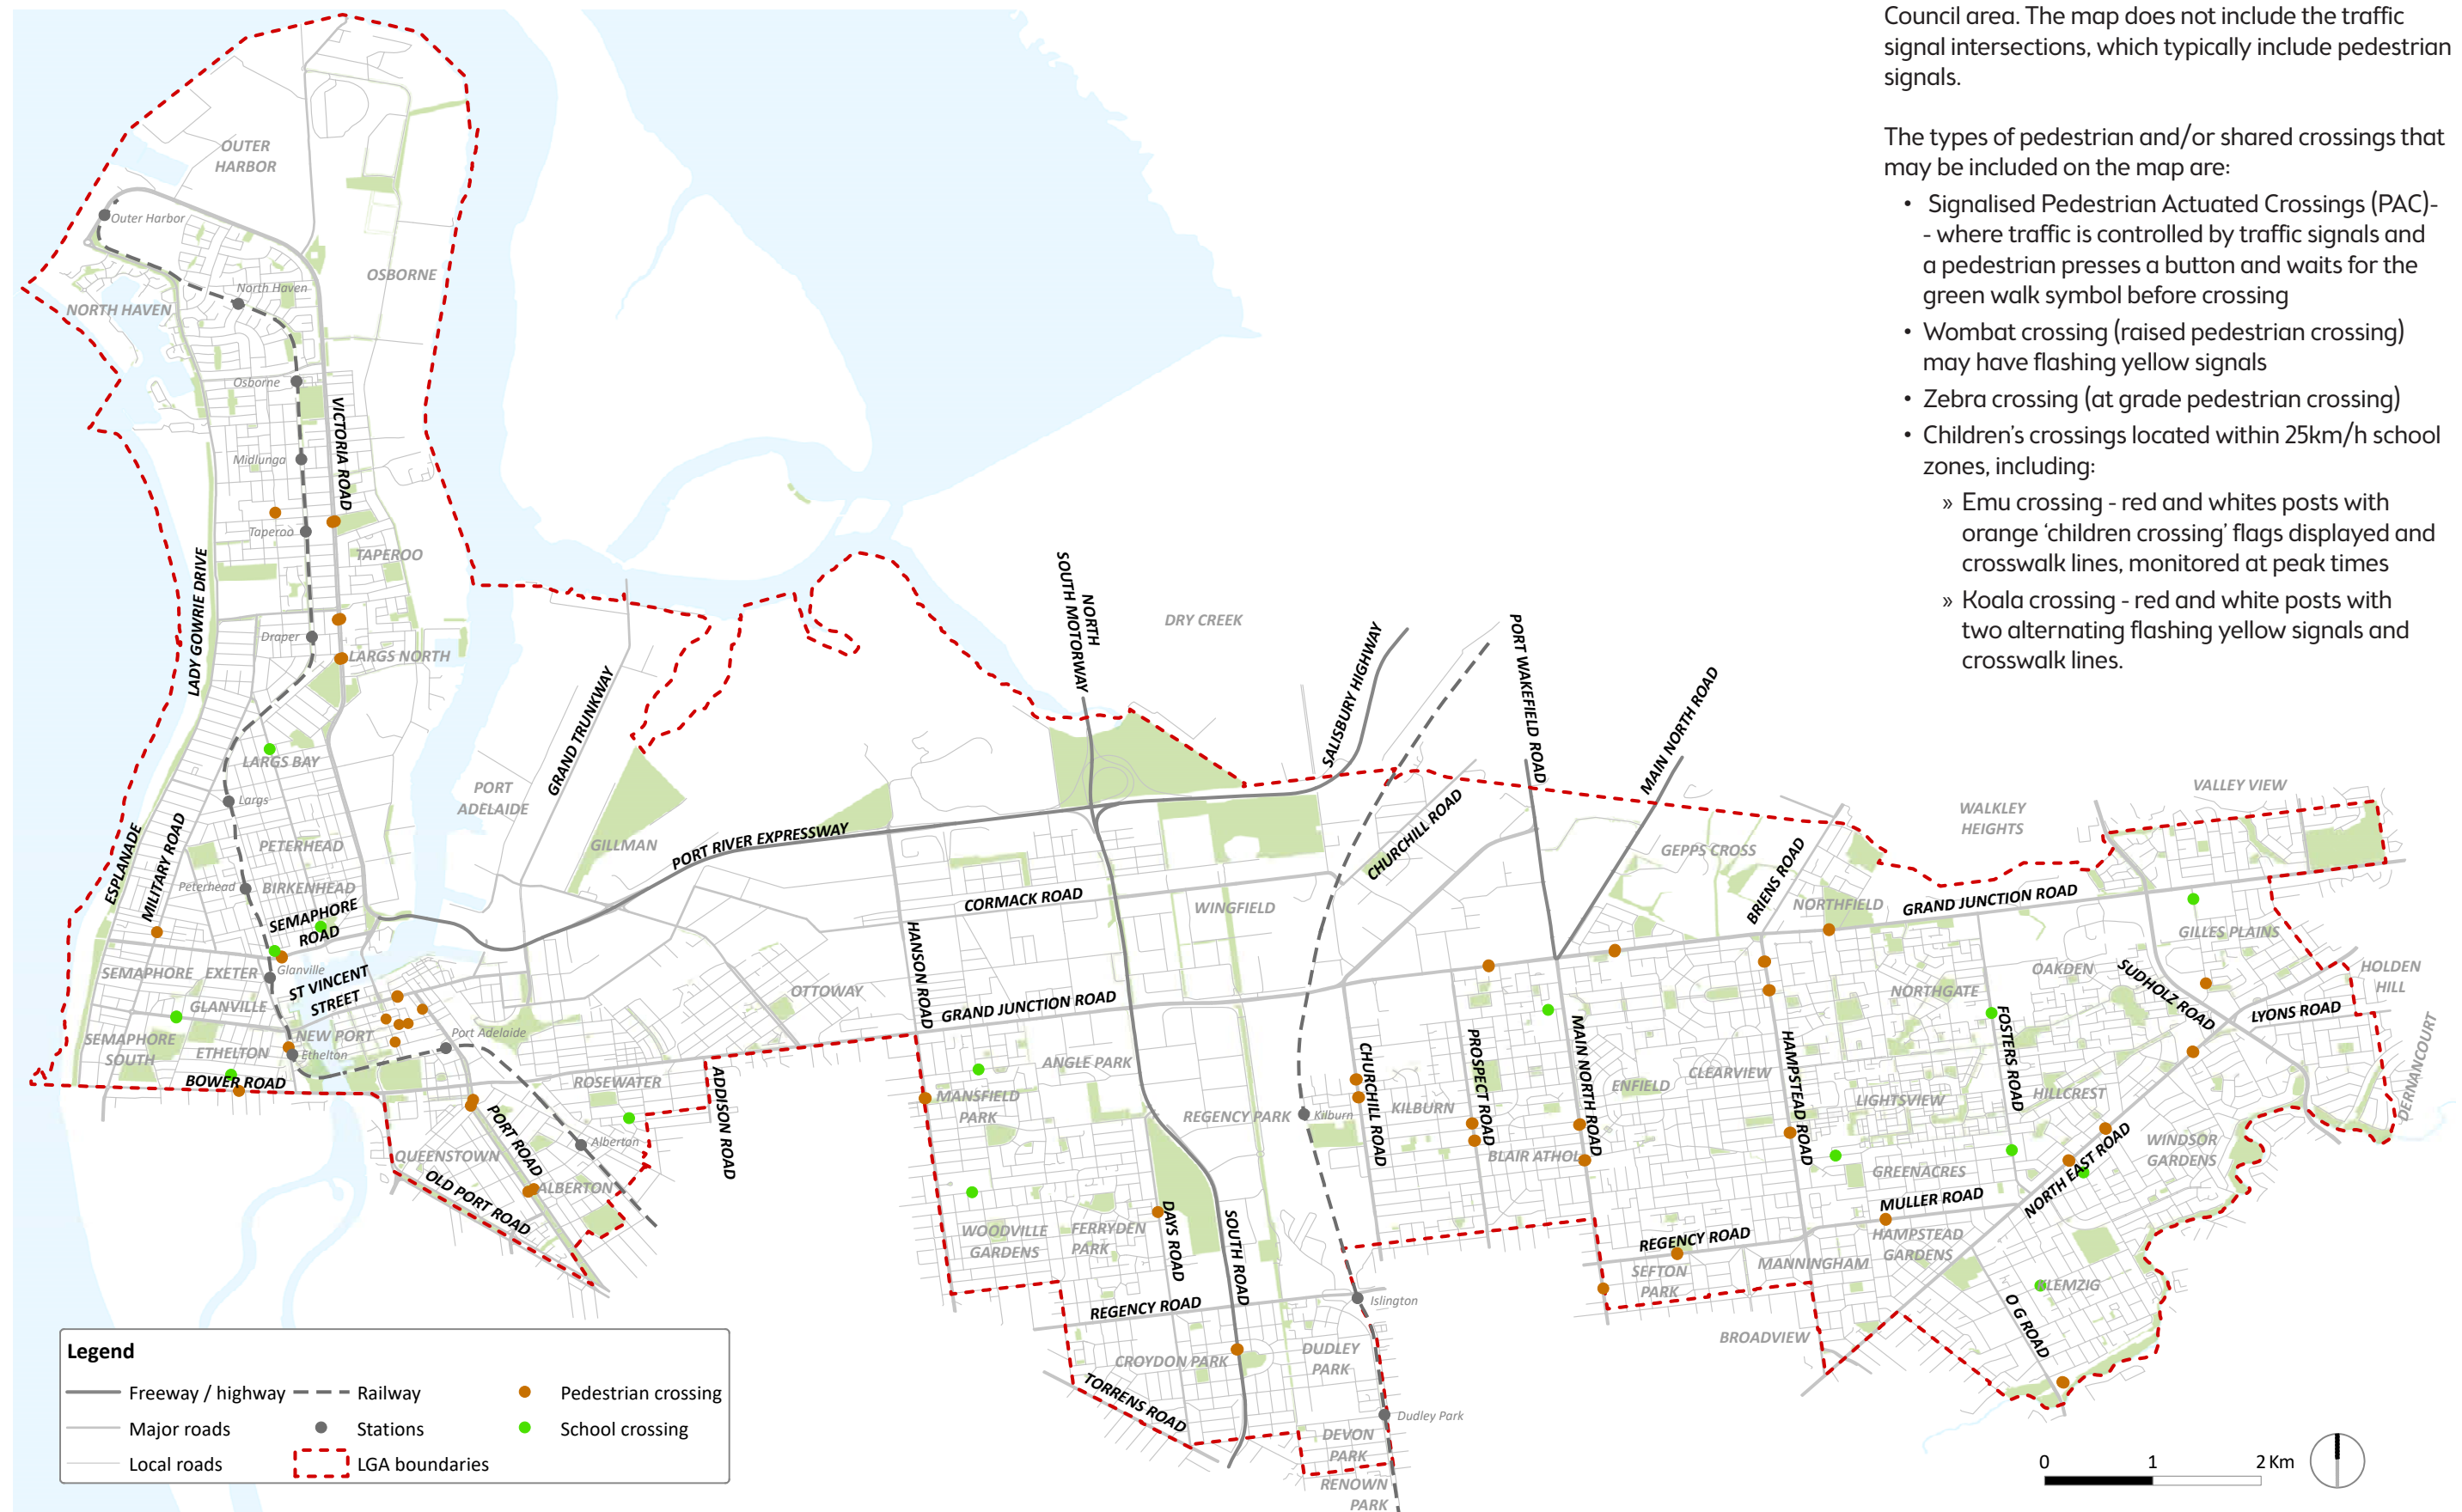 Council area. The map does not include the traffic
signal intersections, which typically include pedestrian
signals.
The types of pedestrian and/or shared crossings that
may be included on the map are:
• Signalised Pedestrian Actuated Crossings (PAC)-
- where traffic is controlled by traffic signals and
a pedestrian presses a button and waits for the
green walk symbol before crossing
• Wombat crossing (raised pedestrian crossing)
may have flashing yellow signals
• Zebra crossing (at grade pedestrian crossing)
• Children's crossings located within 25km/h school
zones, including:
» Emu crossing - red and whites posts with
orange 'children crossing' flags displayed and
crosswalk lines, monitored at peak times
» Koala crossing - red and white posts with
two alternating flashing yellow signals and
crosswalk lines.
OUTER
HARBOR
Outer Harbor
OSBORNE
North Haven
NORTH HAVEN
Osborne
VICTORIA ROAD
Midlunga
Taperoo
TAPEROO
LADY GOWRIE DRIVE
Draper
LARGS NORTH
LARGS BAY
Largs
PORT
ADELAIDE
GRAND TRUNKWAY
GILLMAN
PORT RIVER EXPRESSWAY
NORTH
SOUTH MOTORWAY
DRY CREEK
SALISBURY HIGHWAY
PORT WAKEFIELD ROAD
MAIN NORTH ROAD
CHURCHILL ROAD
ESPLANADE
MILITARY ROAD
PETERHEAD
Peterhead
BIRKENHEAD
SEMAPHORE
ROAD
SEMAPHORE
EXETER
Glanville
ST VINCENT
STREET
GLANVILLE
NEW PORT
SEMAPHORE
SOUTH
ETHELTON
Ethelton
Port Adelaide
BOWER ROAD
ROSEWATER
OTTOWAY
HANSON ROAD
CORMACK ROAD
WINGFIELD
GRAND JUNCTION ROAD
ADDISON ROAD
PORT ROAD
Alberton
QUEENSTOWN
ALBERTON
OLD PORT ROAD
MANSFIELD
PARK
ANGLE PARK
REGENCY PARK
Kilburn
CHURCHILL ROAD
KILBURN
PROSPECT ROAD
BLAIR ATHOL
MAIN NORTH ROAD
ENFIELD
CLEARVIEW
HAMPSTEAD ROAD
GEPPS CROSS
BRIENS ROAD
NORTHFIELD
GRAND JUNCTION ROAD
WALKLEY
HEIGHTS
VALLEY VIEW
GILLES PLAINS
OAKDEN
SUDHOLZ ROAD
HOLDEN
HILL
LYONS ROAD
NORTHGATE
FOSTERS ROAD
HILLCREST
LIGHTSVIEW
DERNANCOURT
WINDSOR
GARDENS
GREENACRES
NORTH EAST ROAD
MULLER ROAD
HAMPSTEAD
GARDENS
MANNINGHAM
REGENCY ROAD
SEFTON
PARK
KLEMZIG
O G ROAD
BROADVIEW
WOODVILLE
GARDENS
FERRYDEN
PARK
DAYS ROAD
SOUTH ROAD
REGENCY ROAD
Islington
CROYDON PARK
DUDLEY
PARK
TORRENS ROAD
Dudley Park
DEVON
PARK
RENOWN
PARK
Legend
Freeway / highway
Railway
Pedestrian crossing
Major roads
Stations
School crossing
Local roads
LGA boundaries
0 1 2 Km